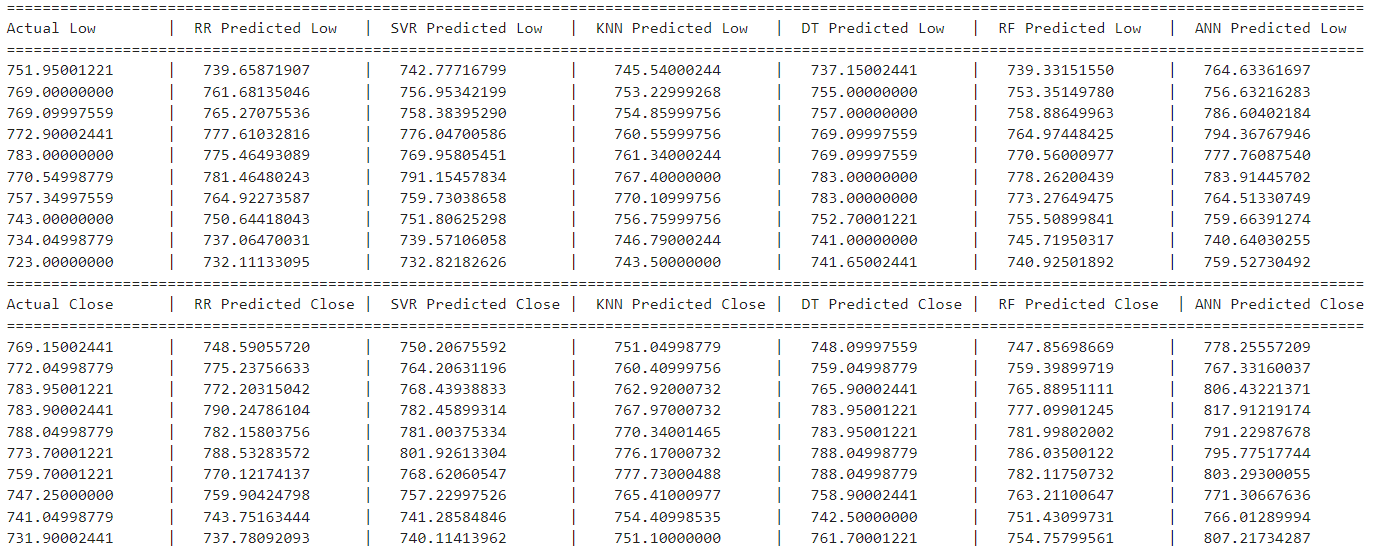 ==========================================================================================================================================================
Actual Low | RR Predicted Low | SVR Predicted Low | KNN Predicted Low | DT Predicted Low | RF Predicted Low | ANN Predicted Low
==========================================================================================================================================================
751.95001221 | 739.65871907 | 742.77716799 | 745.54000244 | 737.15002441 | 739.33151550 | 764.63361697
769.00000000 | 761.68135046 | 756.95342199 | 753.22999268 | 755.00000000 | 753.35149780 | 756.63216283
769.09997559 | 765.27075536 | 758.38395290 | 754.85999756 | 757.00000000 | 758.88649963 | 786.60402184
772.90002441 | 777.61032816 | 776.04700586 | 760.55999756 | 769.09997559 | 764.97448425 | 794.36767946
783.00000000 | 775.46493089 | 769.95805451 | 761.34000244 | 769.09997559 | 770.56000977 | 777.76087540
770.54998779 | 781.46480243 | 791.15457834 | 767.40000000 | 783.00000000 | 778.26200439 | 783.91445702
757.34997559 | 764.92273587 | 759.73038658 | 770.10999756 | 783.00000000 | 773.27649475 | 764.51330749
743.00000000 | 750.64418043 | 751.80625298 | 756.75999756 | 752.70001221 | 755.50899841 | 759.66391274
734.04998779 | 737.06470031 | 739.57106058 | 746.79000244 | 741.00000000 | 745.71950317 | 740.64030255
723.00000000 | 732.11133095 | 732.82182626 | 743.50000000 | 741.65002441 | 740.92501892 | 759.52730492
==========================================================================================================================================================
Actual Close | RR Predicted Close | SVR Predicted Close | KNN Predicted Close | DT Predicted Close | RF Predicted Close | ANN Predicted Close
==========================================================================================================================================================
769.15002441 | 748.59055720 | 750.20675592 | 751.04998779 | 748.09997559 | 747.85698669 | 778.25557209
772.04998779 | 775.23756633 | 764.20631196 | 760.40999756 | 759.04998779 | 759.39899719 | 767.33160037
783.95001221 | 772.20315042 | 768.43938833 | 762.92000732 | 765.90002441 | 765.88951111 | 806.43221371
783.90002441 | 790.24786104 | 782.45899314 | 767.97000732 | 783.95001221 | 777.09901245 | 817.91219174
788.04998779 | 782.15803756 | 781.00375334 | 770.34001465 | 783.95001221 | 781.99802002 | 791.22987678
773.70001221 | 788.53283572 | 801.92613304 | 776.17000732 | 788.04998779 | 786.03500122 | 795.77517744
759.70001221 | 770.12174137 | 768.62060547 | 777.73000488 | 788.04998779 | 782.11750732 | 803.29300055
747.25000000 | 759.90424798 | 757.22997526 | 765.41000977 | 758.90002441 | 763.21100647 | 771.30667636
741.04998779 | 743.75163444 | 741.28584846 | 754.40998535 | 742.50000000 | 751.43099731 | 766.01289994
731.90002441 | 737.78092093 | 740.11413962 | 751.10000000 | 761.70001221 | 754.75799561 | 807.21734287